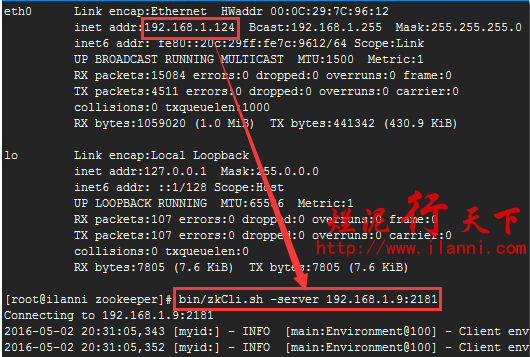 eth0 Link encap:Ethernet HWaddr 00:0C:29:7C:96:12
inet addr:192.168.1.124 Bcast:192.168.1.255 Mask:255.255.255.0
inet6 addr: fe80::20c:29ff:fe7c:9612/64 Scope:Link
UP BROADCAST RUNNING MULTICAST MTU:1500 Metric:1
RX packets:15084 errors:0 dropped:0 overruns:0 frame:0
TX packets:4511 errors:0 dropped:0 overruns:0 carrier:0
collisions:0 txqueuelen:1000
RX bytes:1059020 (1.0 MiB) TX bytes:441342 (430.9 KiB)
lo Link encap:Local Loopback
inet addr:127.0.0.1 Mask:255.0.0.0
inet6 addr: ::1/128 Scope:Host
UP LOOPBACK RUNNING MTU:65536 Metric:1
RX packets:107 errors:0 dropped:0 overruns:0 frame:0
TX packets:107 errors:0 dropped:0 overruns:0 carrier:0
collisions:0 txqueuelen:0
RX bytes:7805 (7.6 KiB) TX bytes:7805 (7.6 KiB)
烂泥行天下
http://www.ilanni.com
[root@ilanni zookeeper]# bin/zkCli.sh -server 192.168.1.9:2181
Connecting to 192.168.1.9:2181
2016-05-02 20:31:05,343 [myid:] - INFO [main:Environment@100] - Client env
2016-05-02 20:31:05,352 [myid:] - INFO [main:Environment@100] - Client env